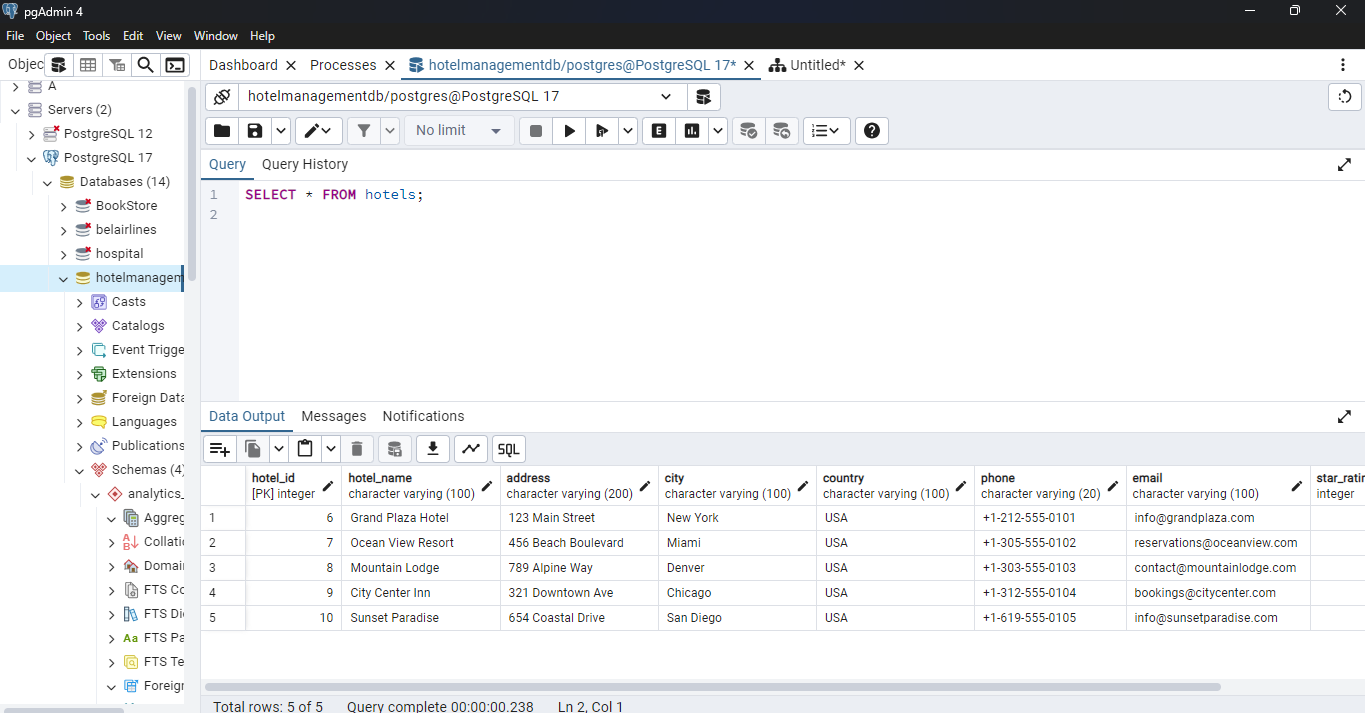 pgAdmin 4
File Object Tools Edit View Window Help
Objec
Dashboard Processes hotelmanagementdb/postgres@PostgreSQL 17* Untitled*
A
Servers (2)
PostgreSQL 12
PostgreSQL 17
Databases (14)
BookStore
belairlines
hospital
hotelmanagem
Casts
Catalogs
Event Trigge
Extensions
Foreign Data
Languages
Publications
Schemas (4)
analytics_
Aggreg
Collatio
Domai
FTS Co
FTS Di
Aa FTS Pa
FTS Te
Foreign
hotelmanagementdb/postgres@PostgreSQL 17
No limit
E
Query Query History
1 SELECT * FROM hotels;
2
Data Output Messages Notifications
SQL
hotel_id hotel_name address city country phone email star_ratin
[PK] integer character varying (100) character varying (200) character varying (100) character varying (100) character varying (20) character varying (100) integer
1 6 Grand Plaza Hotel 123 Main Street New York USA +1-212-555-0101 info@grandplaza.com
2 7 Ocean View Resort 456 Beach Boulevard Miami USA +1-305-555-0102 reservations@oceanview.com
3 8 Mountain Lodge 789 Alpine Way Denver USA +1-303-555-0103 contact@mountainlodge.com
4 9 City Center Inn 321 Downtown Ave Chicago USA +1-312-555-0104 bookings@citycenter.com
5 10 Sunset Paradise 654 Coastal Drive San Diego USA +1-619-555-0105 info@sunsetparadise.com
Total rows: 5 of 5 Query complete 00:00:00.238 Ln 2, Col 1